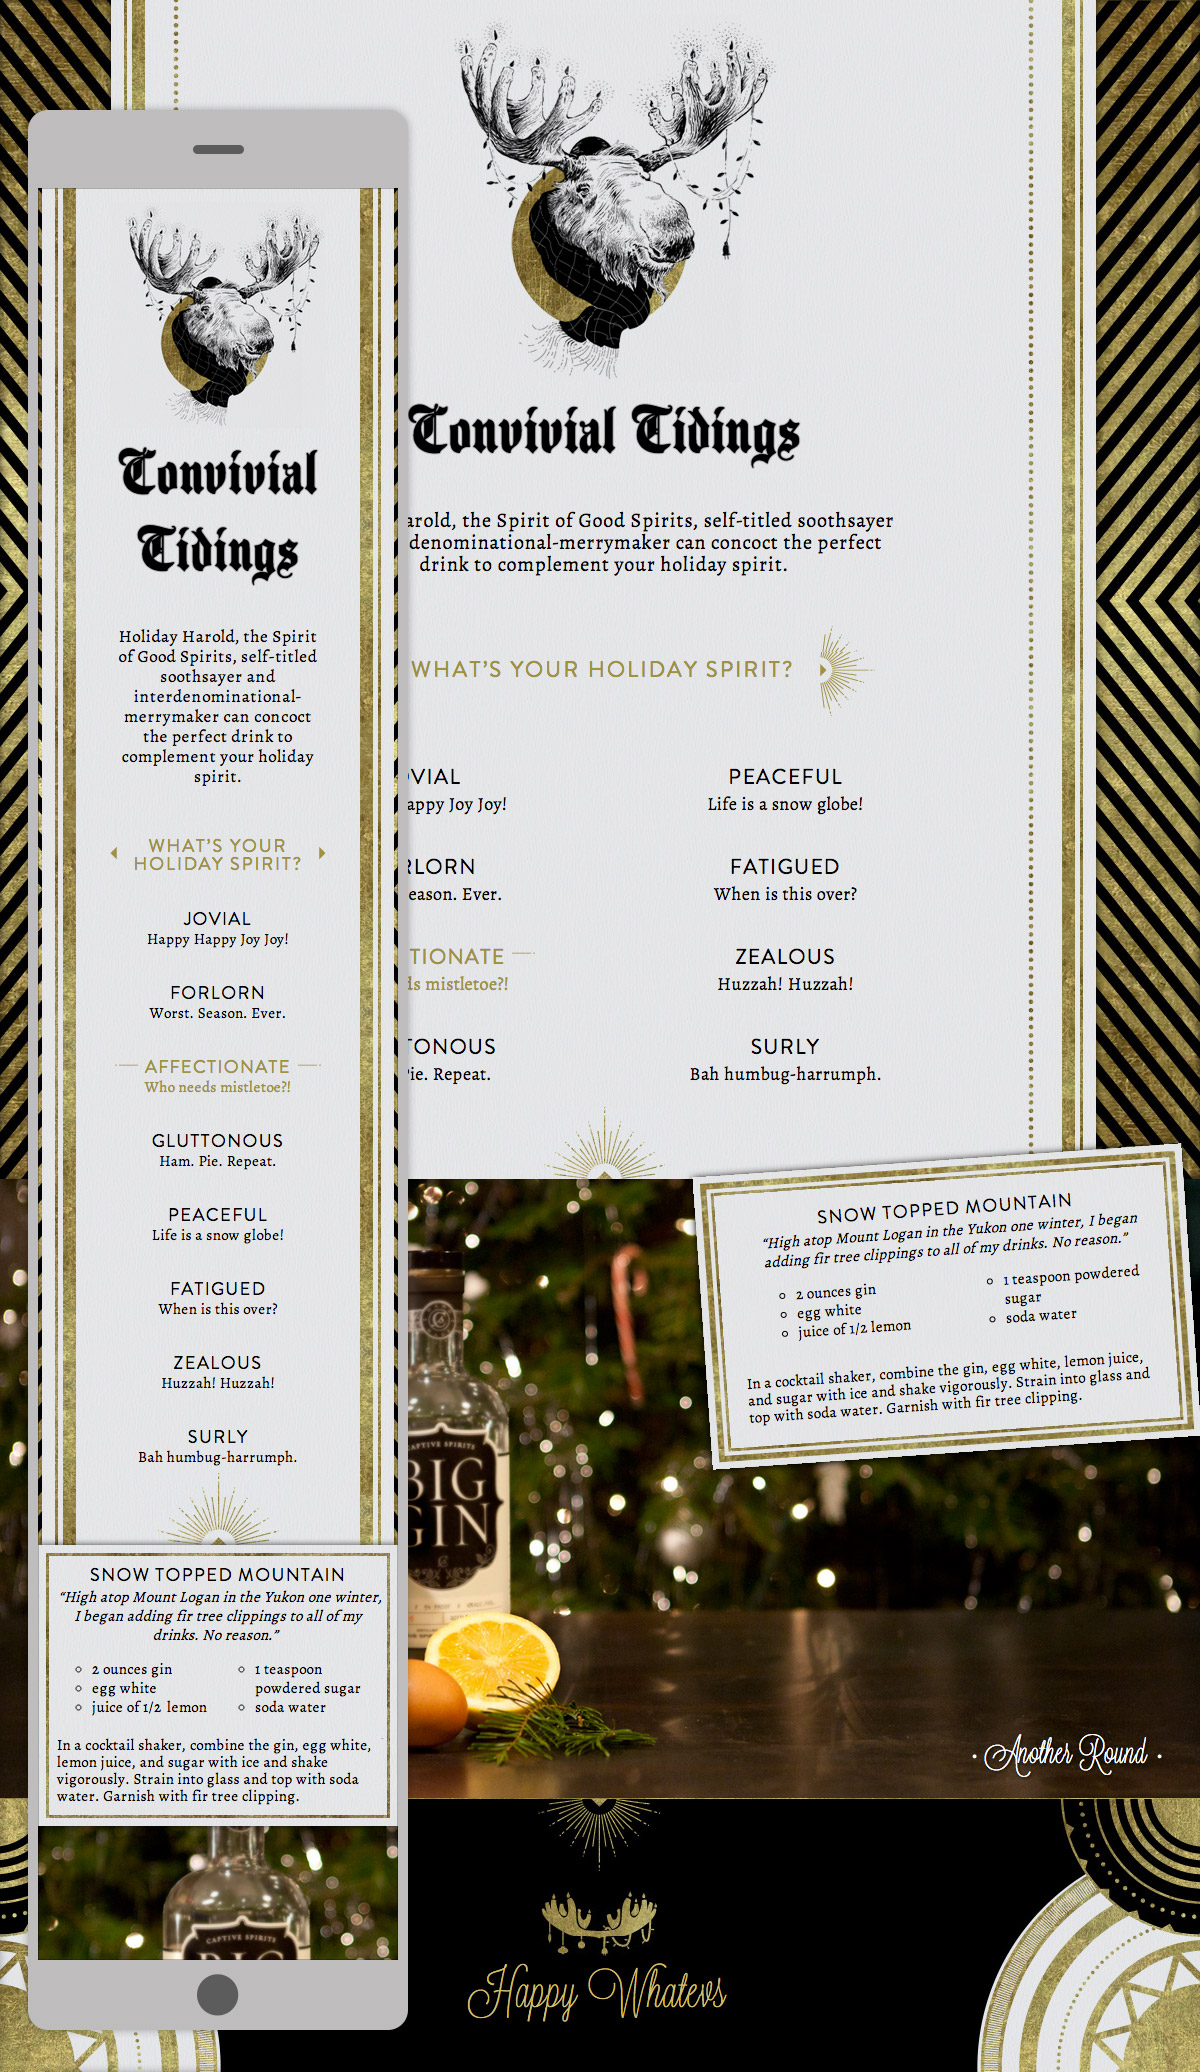 Convivial
Tidings
Holiday Harold, the Spirit
of Good Spirits, self-titled
soothsayer and
interdenominational-
merrymaker can concoct
the perfect drink to
complement your holiday
spirit.
WHAT'S YOUR
HOLIDAY SPIRIT?
JOVIAL
Happy Happy Joy Joy!
FORLORN
Worst. Season. Ever.
AFFECTIONATE
Who needs mistletoe?!
GLUTTONOUS
Ham. Pie. Repeat.
PEACEFUL
Life is a snow globe!
FATIGUED
When is this over?
ZEALOUS
Huzzah! Huzzah!
SURLY
Bah humbug-harrumph.
SNOW TOPPED MOUNTAIN
“High atop Mount Logan in the Yukon one winter,
I began adding fir tree clippings to all of my
drinks. No reason.”
2 ounces gin
egg white
juice of 1/2 lemon
1 teaspoon
powdered sugar
soda water
In a cocktail shaker, combine the gin, egg white,
lemon juice, and sugar with ice and shake
vigorously. Strain into glass and top with soda
water. Garnish with fir tree clipping.
CAPTIVE SPIRITS
BIG
Convivial Tidings
arold, the Spirit of Good Spirits, self-titled soothsayer
denominational-merrymaker can concoct the perfect
drink to complement your holiday spirit.
WHAT'S YOUR HOLIDAY SPIRIT?
OVIAL
appy Joy Joy!
RLORN
eason. Ever.
TIONATE
ds mistletoe?!
TONOUS
ie. Repeat.
PEACEFUL
Life is a snow globe!
FATIGUED
When is this over?
ZEALOUS
Huzzah! Huzzah!
SURLY
Bah humbug-harrumph.
SNOW TOPPED MOUNTAIN
“High atop Mount Logan in the Yukon one winter, I began
adding fir tree clippings to all of my drinks. No reason.”
2 ounces gin
egg white
juice of 1/2 lemon
1 teaspoon powdered
sugar
soda water
In a cocktail shaker, combine the gin, egg white, lemon juice,
and sugar with ice and shake vigorously. Strain into glass and
top with soda water. Garnish with fir tree clipping.
CAPTIVE SPIRITS
BIG
GIN
· Another Round ·
Happy Whatevs